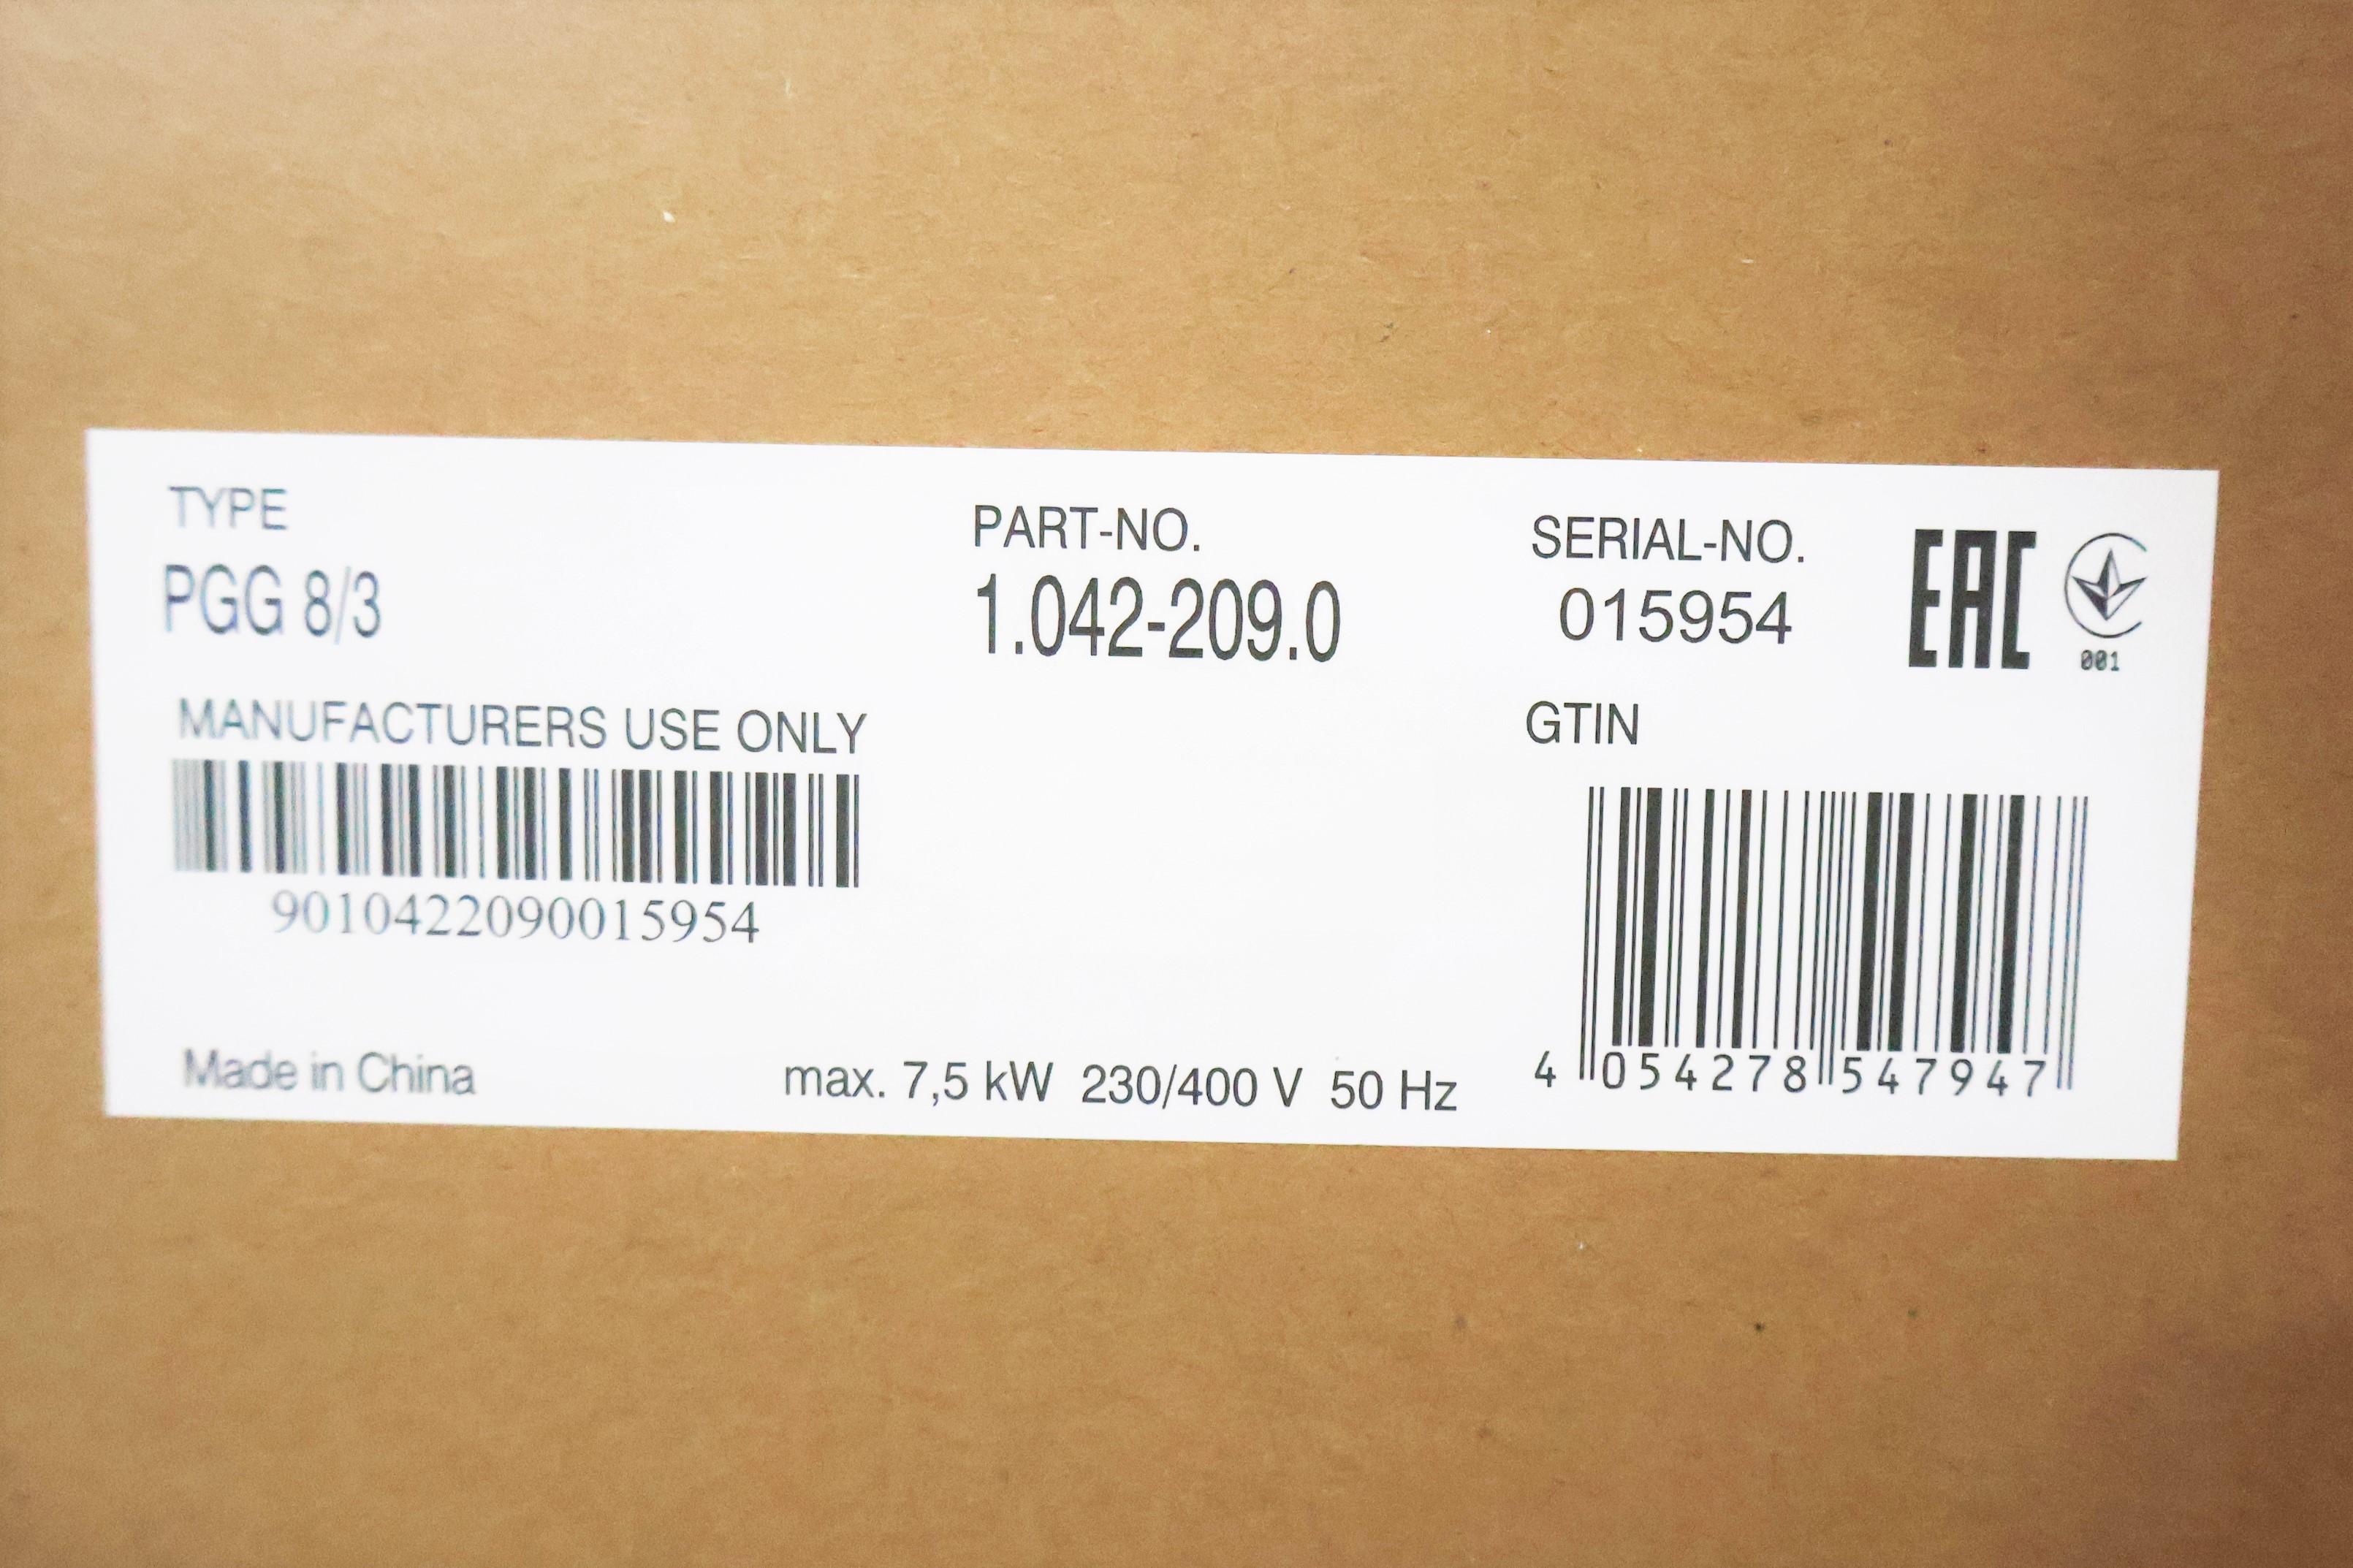 TYPE
PGG 8/3
PART-NO.
1.042-209.0
SERIAL-NO.
015954
EAC
001
MANUFACTURERS USE ONLY
9010422090015954
GTIN
4 054278 547947
Made in China
max. 7,5 kW 230/400 V 50 Hz